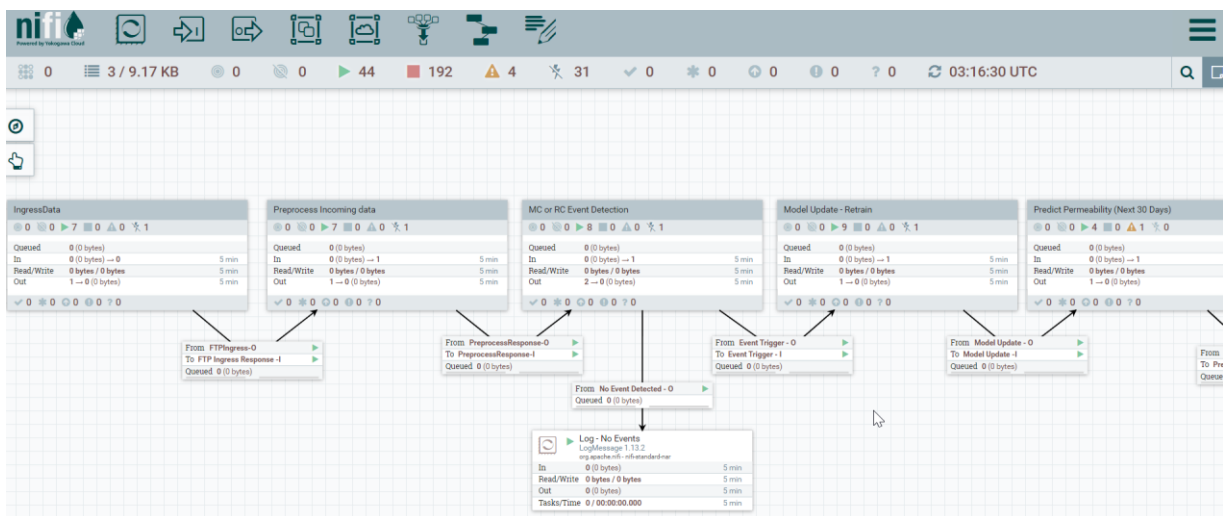 nifi
Powered by Yokogawa Cloud
0 3 / 9.17 KB 0 0 44 192 4 31 0 0 0 0 ? 0 03:16:30 UTC
IngressData
0 0 7 0 0 1
Queued 0 (0 bytes)
In 0 (0 bytes) → 0 5 min
Read/Write 0 bytes / 0 bytes 5 min
Out 1 → 0 (0 bytes) 5 min
0 0 0 0 ? 0
Preprocess Incoming data
0 0 7 0 0 1
Queued 0 (0 bytes)
In 0 (0 bytes) → 1 5 min
Read/Write 0 bytes / 0 bytes 5 min
Out 1 → 0 (0 bytes) 5 min
0 0 0 0 ? 0
MC or RC Event Detection
0 0 8 0 0 1
Queued 0 (0 bytes)
In 0 (0 bytes) → 1 5 min
Read/Write 0 bytes / 0 bytes 5 min
Out 2 → 0 (0 bytes) 5 min
0 0 0 0 ? 0
Model Update - Retrain
0 0 9 0 0 1
Queued 0 (0 bytes)
In 0 (0 bytes) → 1 5 min
Read/Write 0 bytes / 0 bytes 5 min
Out 1 → 0 (0 bytes) 5 min
0 0 0 0 ? 0
Predict Permeability (Next 30 Days)
0 0 4 0 1 0
Queued 0 (0 bytes)
In 0 (0 bytes) → 1
Read/Write 0 bytes / 0 bytes
Out 1 → 0 (0 bytes)
0 0 0 0 ? 0
From FTPIngress-O
To FTP Ingress Response -I
Queued 0 (0 bytes)
From PreprocessResponse-O
To PreprocessResponse-I
Queued 0 (0 bytes)
From Event Trigger - O
To Event Trigger - I
Queued 0 (0 bytes)
From Model Update - O
To Model Update -I
Queued 0 (0 bytes)
From
To Pre
Queue
From No Event Detected - O
Queued 0 (0 bytes)
Log - No Events
LogMessage 1.13.2
org.apache.nifi - nifi-standard-nar
In 0 (0 bytes) 5 min
Read/Write 0 bytes / 0 bytes 5 min
Out 0 (0 bytes) 5 min
Tasks/Time 0 / 00:00:00.000 5 min